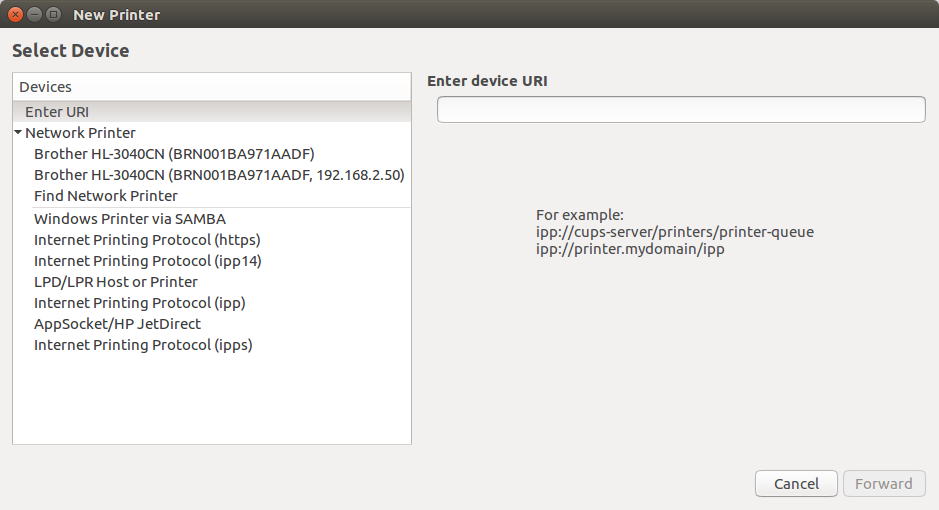 New Printer
Select Device
Devices
Enter URI
Network Printer
Brother HL-3040CN (BRN001BA971AADF)
Brother HL-3040CN (BRN001BA971AADF, 192.168.2.50)
Find Network Printer
Windows Printer via SAMBA
Internet Printing Protocol (https)
Internet Printing Protocol (ipp14)
LPD/LPR Host or Printer
Internet Printing Protocol (ipp)
AppSocket/HP JetDirect
Internet Printing Protocol (ipps)
Enter device URI
For example:
ipp://cups-server/printers/printer-queue
ipp://printer.mydomain/ipp
Cancel
Forward